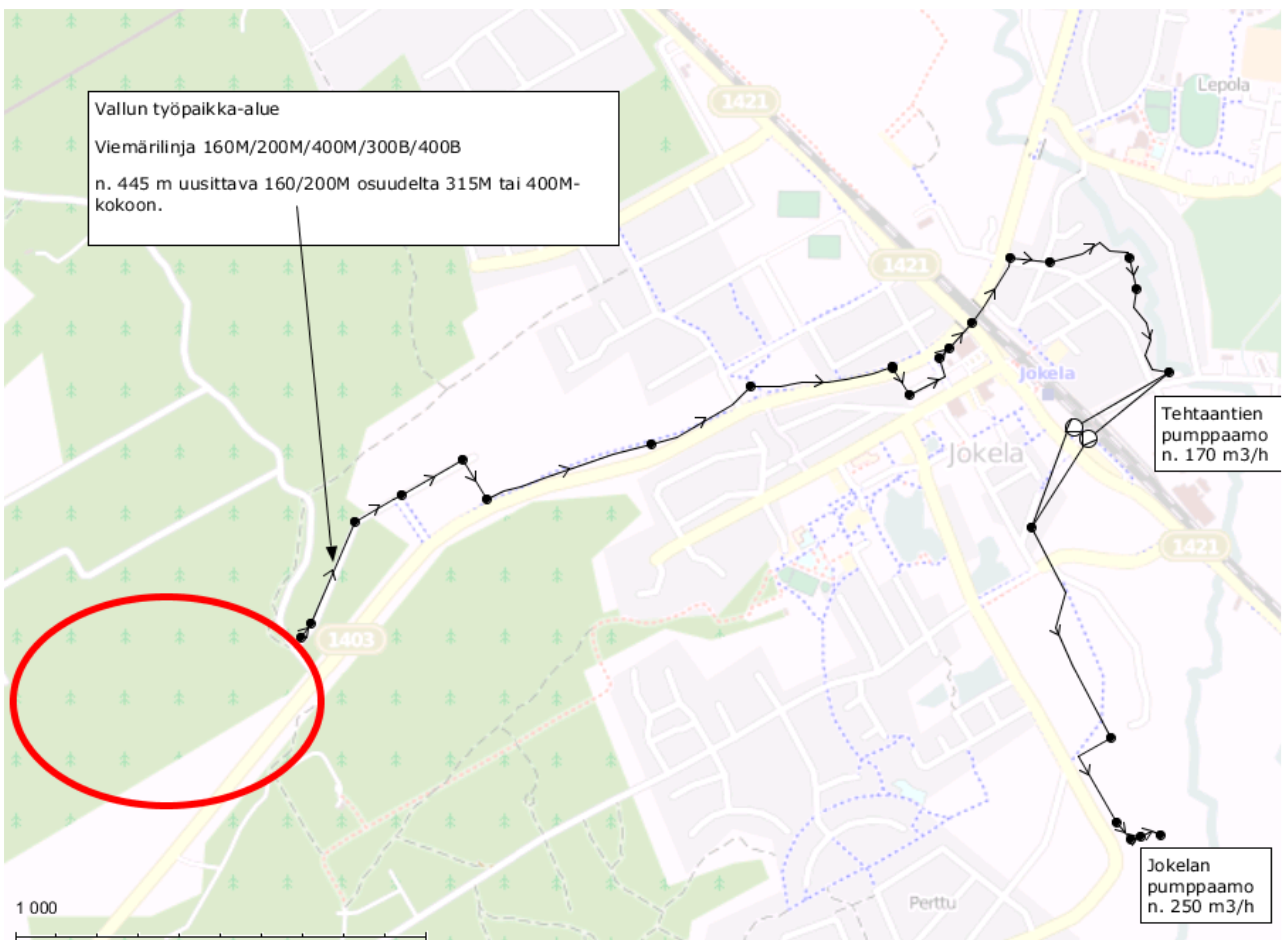 1421
Lepola
Vallun työpaikka-alue
Viemärilinja 160M/200M/400M/300B/400B
n. 445 m uusittava 160/200M osuudelta 315M tai 400M-
kokoon.
1421
Jokela
Tehtaantien
pumppaamo
n. 170 m3/h
Jokela
1421
1403
Jokelan
pumppaamo
n. 250 m3/h
Perttu
1 000